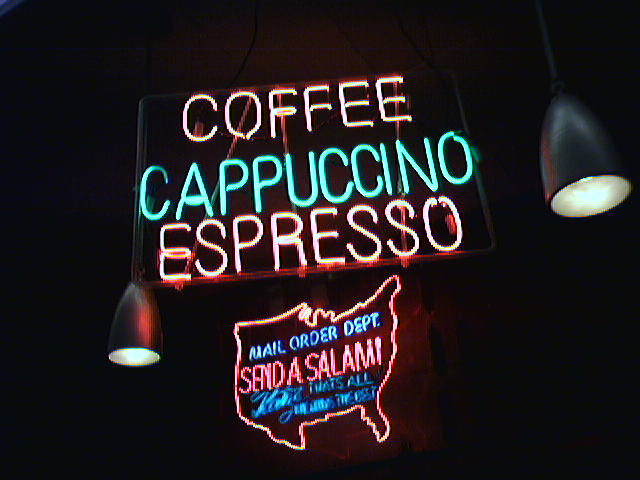 COFFEE
CAPPUCCINO
ESPRESSO
MAIL ORDER DEPT.
SEND A SALAMI
THATS ALL